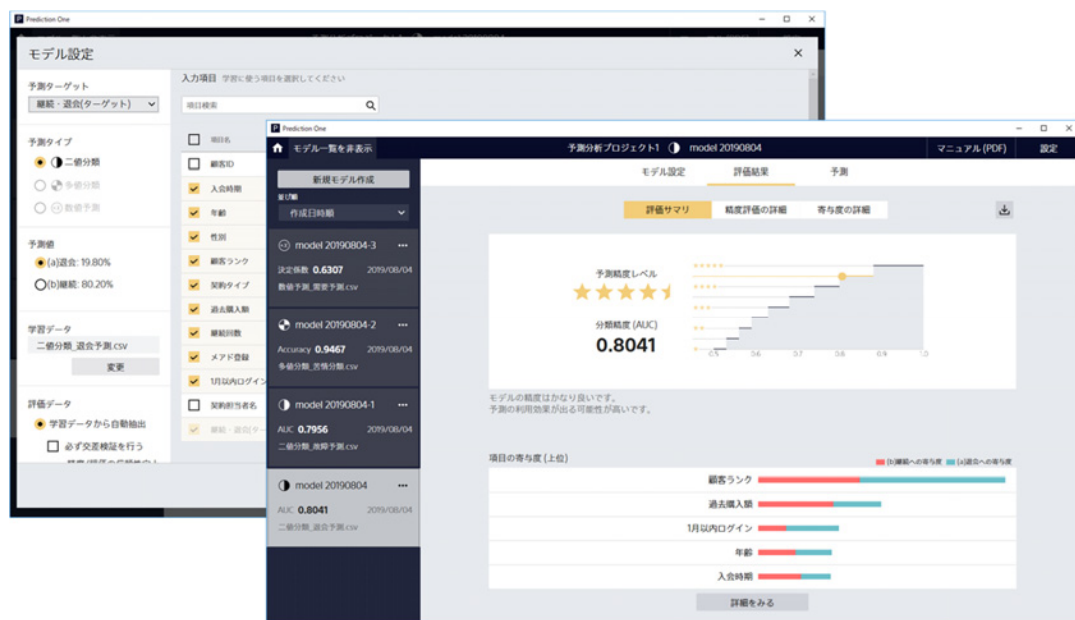 Prediction One
モデル設定
予測ターゲット
継続・退会(ターゲット)
予測タイプ
二値分類
多値分類
数値予測
予測値
(a)退会: 19.80%
(b)継続: 80.20%
学習データ
二値分類_退会予測.csv
変更
評価データ
学習データから自動抽出
必ず交差検証を行う
入力項目 学習に使う項目を選択してください
項目検索
項目名
顧客ID
入会時期
年齢
性別
顧客ランク
契約タイプ
過去購入額
継続回数
メアド登録
1月以内ログイン
契約担当者名
継続・退会(ター
Prediction One
モデル一覧を非表示
予測分析プロジェクト1 model 20190804
マニュアル(PDF) 設定
新規モデル作成
並び順
作成日時順
model 20190804-3
決定係数 0.6307 2019/08/04
数値予測_需要予測.csv
model 20190804-2
Accuracy 0.9467 2019/08/04
多値分類_苦情分類.csv
model 20190804-1
AUC 0.7956 2019/08/04
二値分類_故障予測.csv
model 20190804
AUC 0.8041 2019/08/04
二値分類_退会予測.csv
モデル設定 評価結果 予測
評価サマリ 精度評価の詳細 寄与度の詳細
予測精度レベル
分類精度 (AUC)
0.8041
0.5 0.6 0.7 0.8 0.9 1.0
モデルの精度はかなり良いです。
予測の利用効果が出る可能性が高いです。
項目の寄与度 (上位)
(b)継続への寄与度 (a)退会への寄与度
顧客ランク
過去購入額
1月以内ログイン
年齢
入会時期
詳細をみる